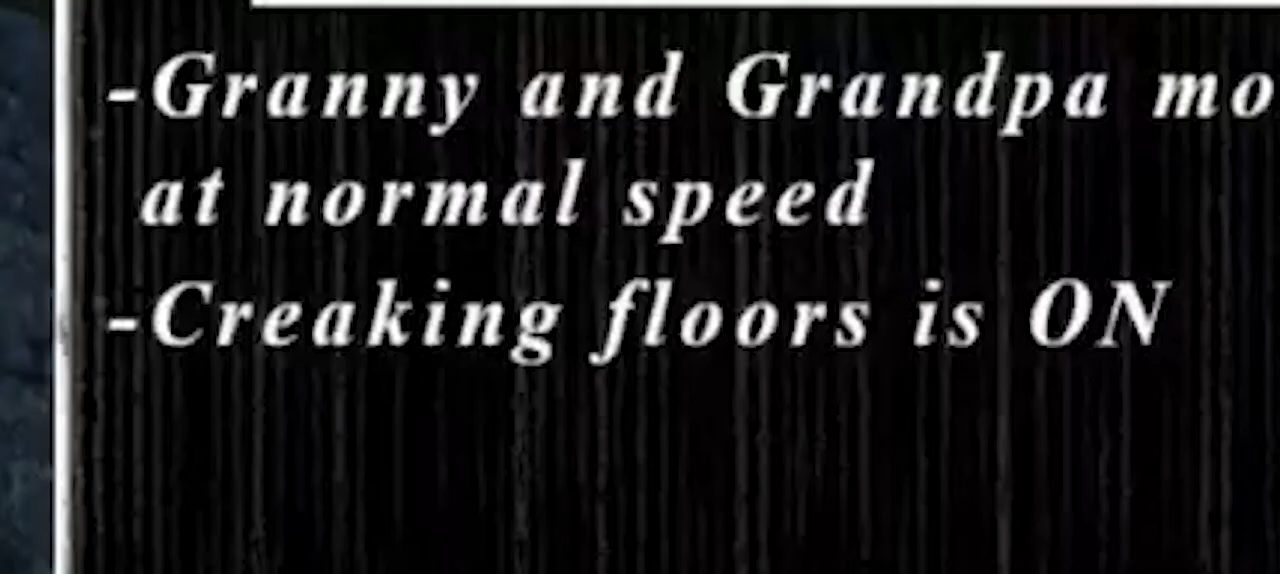 -Granny and Grandpa mo
at normal speed
-Creaking floors is ON